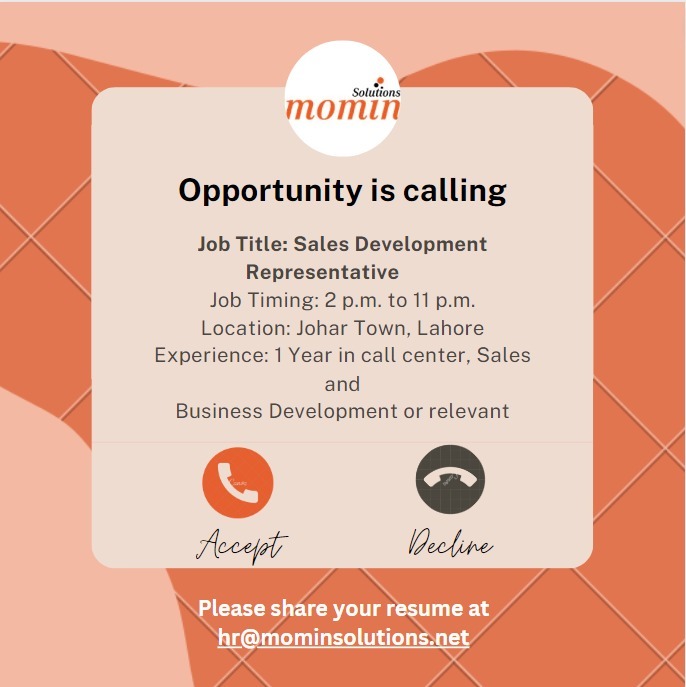 Solutions
momin
Opportunity is calling
Job Title: Sales Development
Representative
Job Timing: 2 p.m. to 11 p.m.
Location: Johar Town, Lahore
Experience: 1 Year in call center, Sales
and
Business Development or relevant
Accept
Decline
Please share your resume at
hr@mominsolutions.net